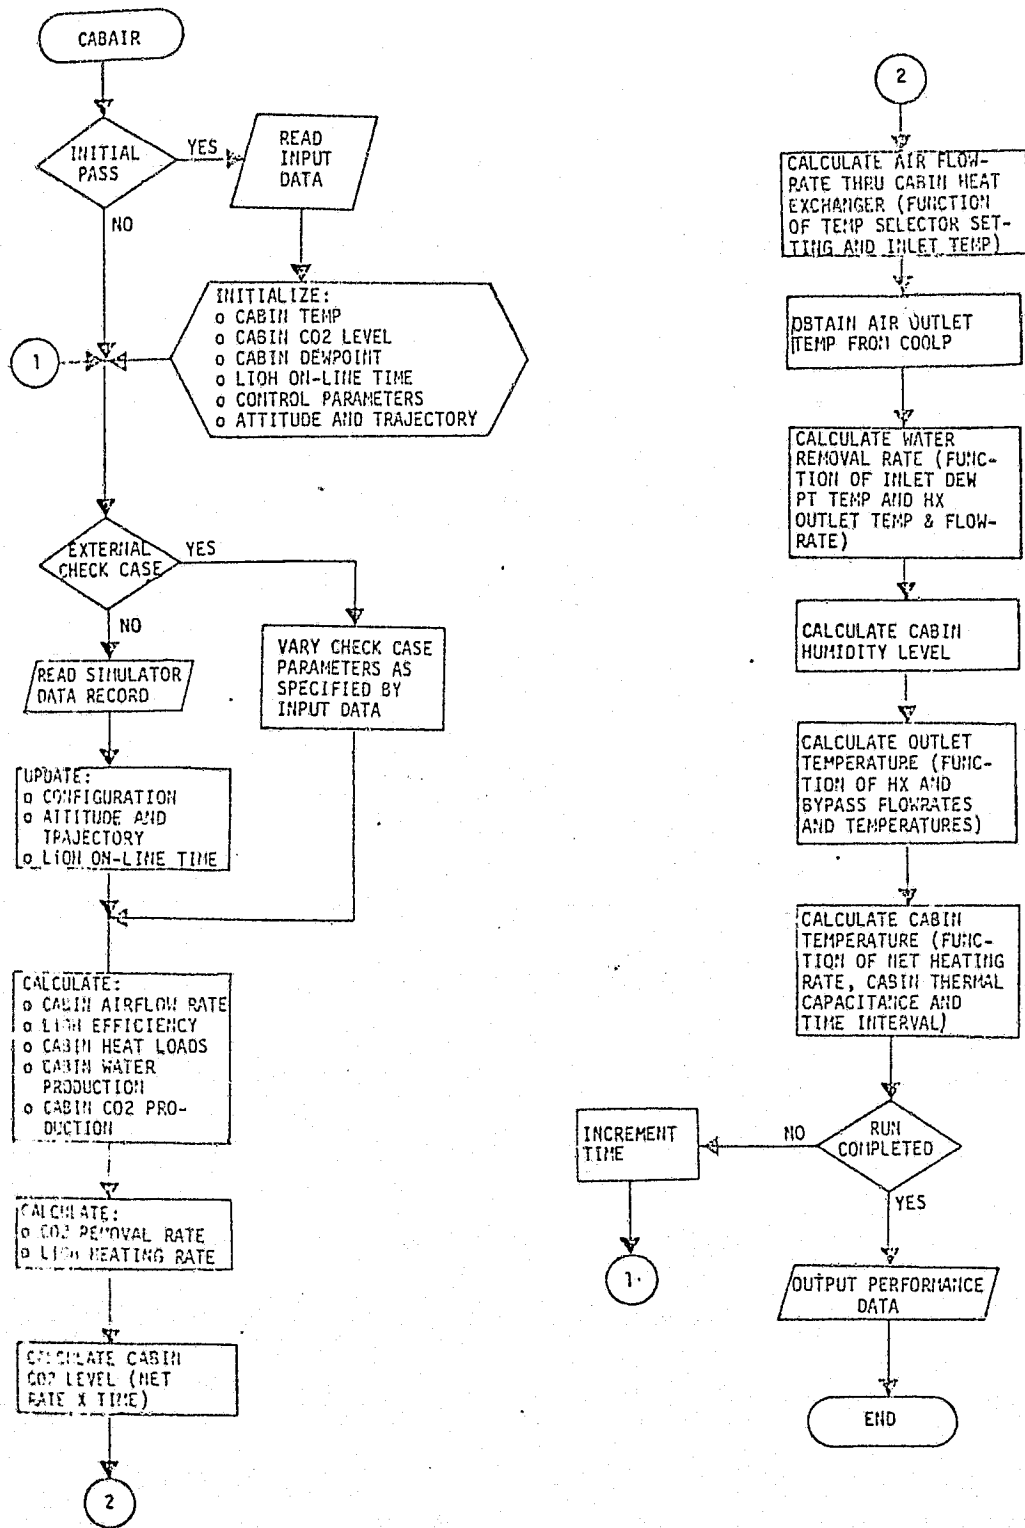 CABAIR
INITIAL
PASS
YES
NO
READ
INPUT
DATA
INITIALIZE:
o CABIN TEMP
o CABIN CO2 LEVEL
o CABIN DEWPOINT
o LIOH ON-LINE TIME
o CONTROL PARAMETERS
o ATTITUDE AND TRAJECTORY
1
EXTERNAL
CHECK CASE
YES
NO
READ SIMULATOR
DATA RECORD
VARY CHECK CASE
PARAMETERS AS
SPECIFIED BY
INPUT DATA
UPDATE:
o CONFIGURATION
o ATTITUDE AND
TRAJECTORY
o LIOH ON-LINE TIME
CALCULATE:
o CABIN AIRFLOW RATE
o LIOH EFFICIENCY
o CABIN HEAT LOADS
o CABIN WATER
PRODUCTION
o CABIN CO2 PRO-
DUCTION
CALCULATE:
o CO2 REMOVAL RATE
o LIOH HEATING RATE
CALCULATE CABIN
CO2 LEVEL (NET
RATE X TIME)
2
2
CALCULATE AIR FLOW-
RATE THRU CABIN HEAT
EXCHANGER (FUNCTION
OF TEMP SELECTOR SET-
TING AND INLET TEMP)
OBTAIN AIR OUTLET
TEMP FROM COOLP
CALCULATE WATER
REMOVAL RATE (FUNC-
TION OF INLET DEW
PT TEMP AND HX
OUTLET TEMP & FLOW-
RATE)
CALCULATE CABIN
HUMIDITY LEVEL
CALCULATE OUTLET
TEMPERATURE (FUNC-
TION OF HX AND
BYPASS FLOWRATES
AND TEMPERATURES)
CALCULATE CABIN
TEMPERATURE (FUNC-
TION OF NET HEATING
RATE, CABIN THERMAL
CAPACITANCE AND
TIME INTERVAL)
RUN
COMPLETED
NO
YES
INCREMENT
TIME
1
OUTPUT PERFORMANCE
DATA
END